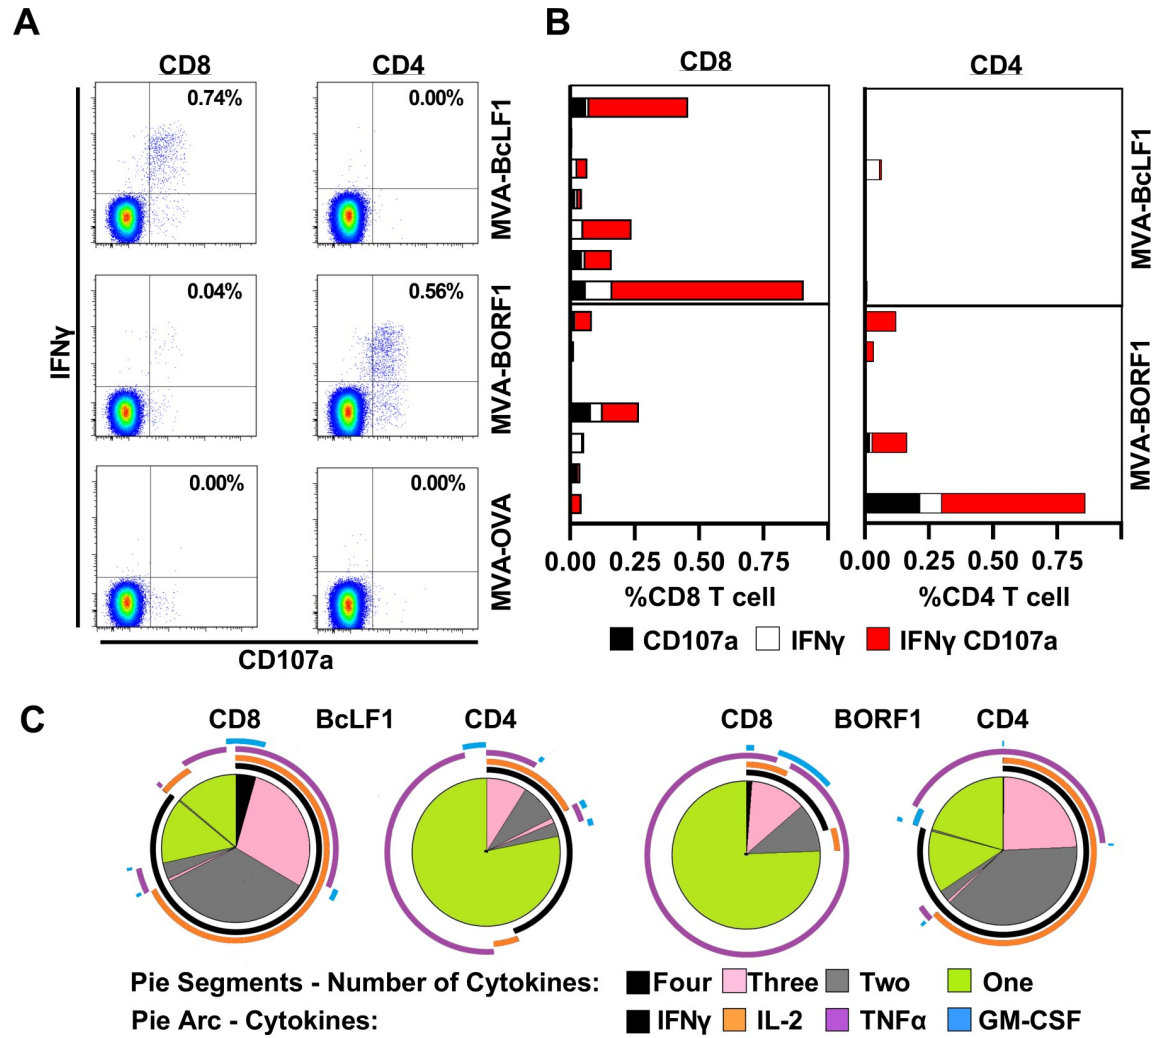 A
B
CD8
CD4
CD8
CD4
0.74%
0.00%
MVA-BcLF1
MVA-BcLF1
0.04%
0.56%
MVA-BORF1
MVA-BORF1
IFNγ
0.00%
0.00%
MVA-OVA
CD107a
0.00 0.25 0.50 0.75
0.00 0.25 0.50 0.75
%CD8 T cell
%CD4 T cell
CD107a IFNγ IFNγ CD107a
C
CD8 BcLF1 CD4
CD8 BORF1 CD4
Pie Segments - Number of Cytokines: Four Three Two One
Pie Arc - Cytokines: IFNγ IL-2 TNFα GM-CSF